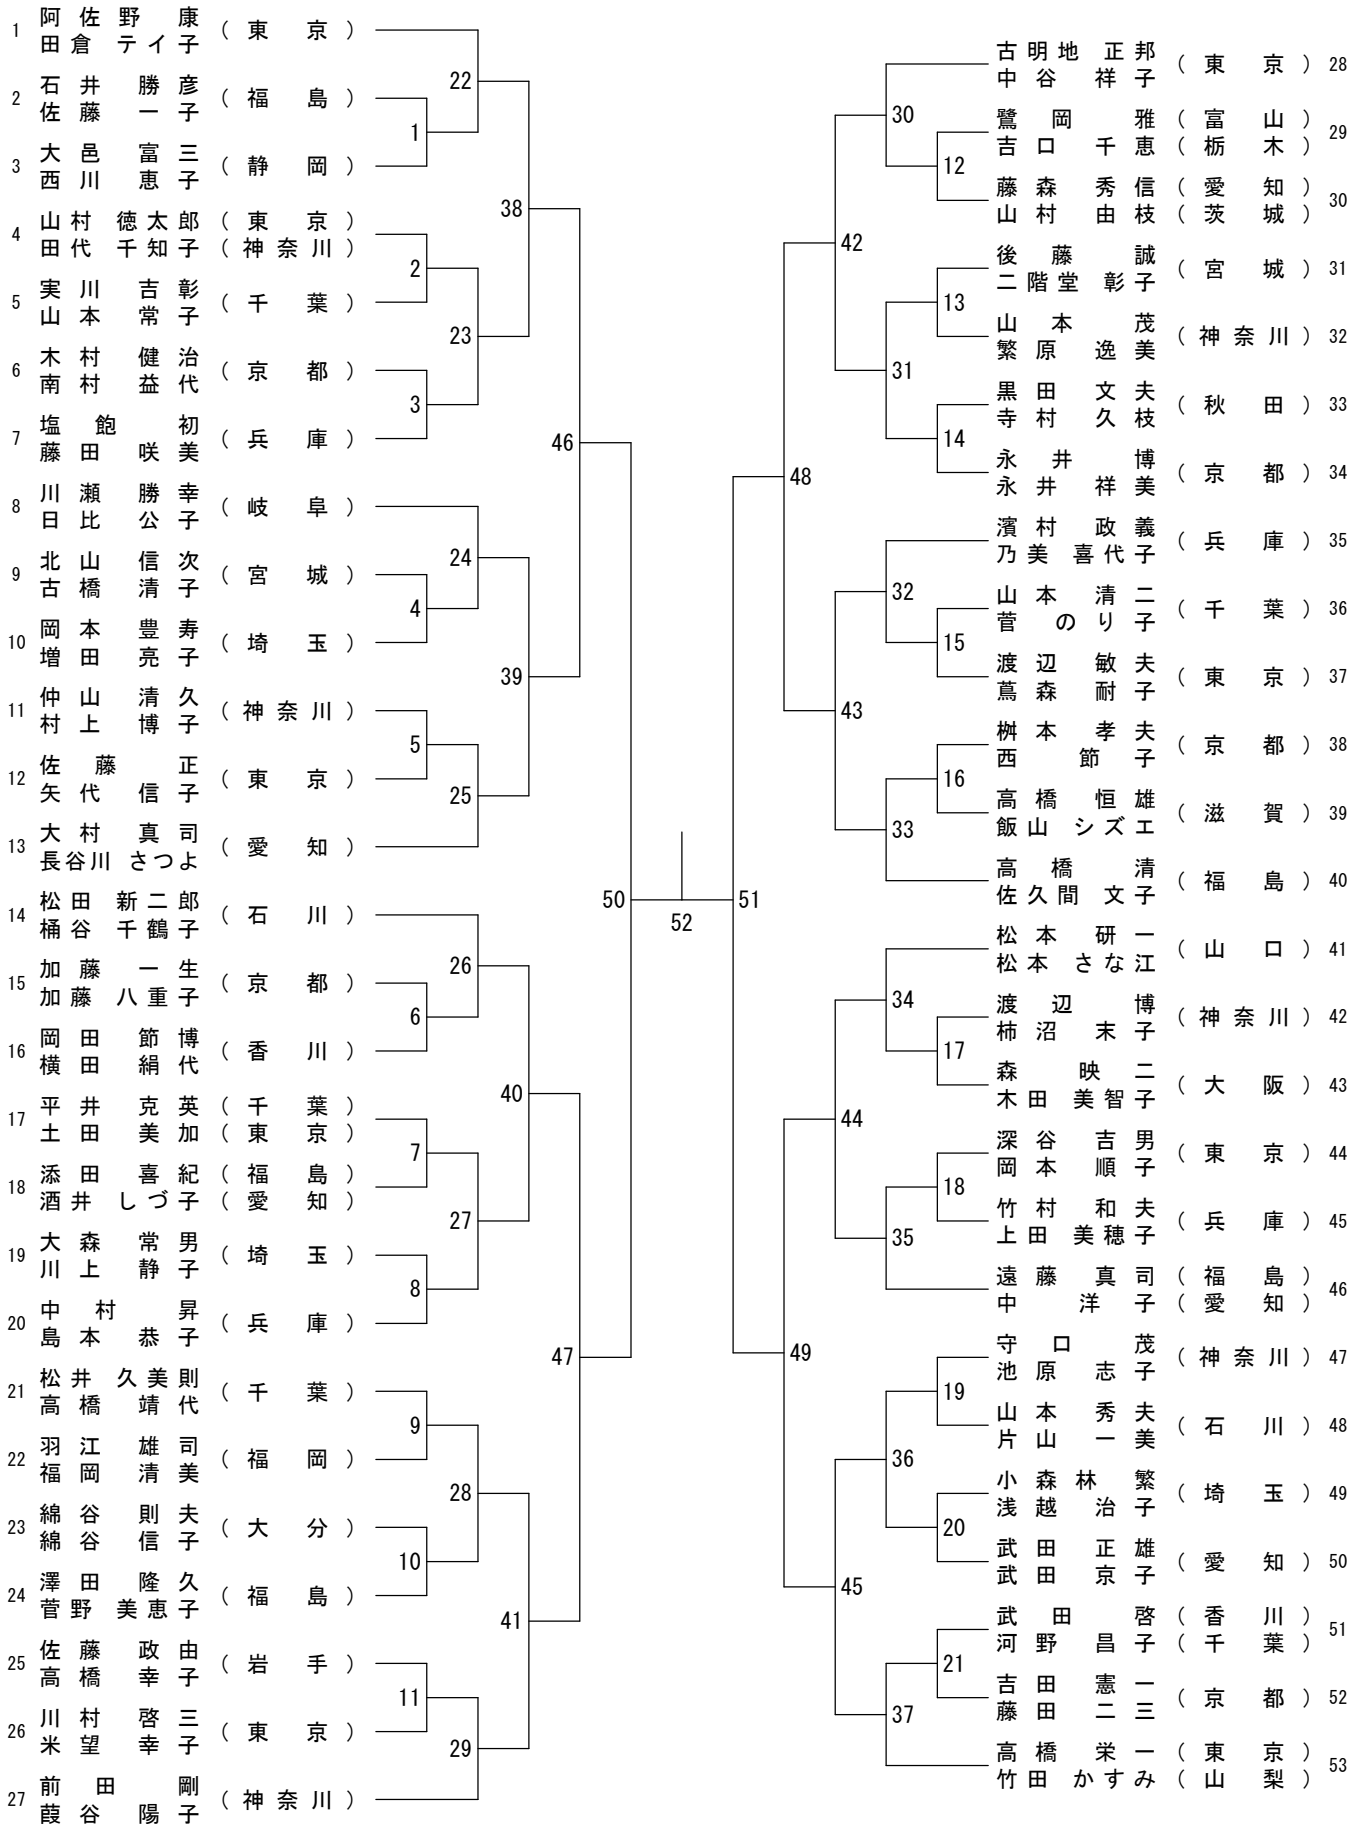 1 阿佐野 康 (東京)
田倉 テイ子
2 石井 勝彦 (福島)
佐藤 一子
3 大邑 富三 (静岡)
西川 恵子
4 山村 徳太郎 (東京)
田代 千知子 (神奈川)
5 実川 吉彰 (千葉)
山本 常子
6 木村 健治 (京都)
南村 益代
7 塩飽 初 (兵庫)
藤田 咲美
8 川瀬 勝幸 (岐阜)
日比 公子
9 北山 信次 (宮城)
古橋 清子
10 岡本 豊寿 (埼玉)
増田 亮子
11 仲山 清久 (神奈川)
村上 博子
12 佐藤 正 (東京)
矢代 信子
13 大村 真司 (愛知)
長谷川 さつよ
14 松田 新二郎 (石川)
桶谷 千鶴子
15 加藤 一生 (京都)
加藤 八重子
16 岡田 節博 (香川)
横田 絹代
17 平井 克英 (千葉)
土田 美加 (東京)
18 添田 喜紀 (福島)
酒井 しづ子 (愛知)
19 大森 常男 (埼玉)
川上 静子
20 中村 昇 (兵庫)
島本 恭子
21 松井 久美則 (千葉)
高橋 靖代
22 羽江 雄司 (福岡)
福岡 清美
23 綿谷 則夫 (大分)
綿谷 信子
24 澤田 隆久 (福島)
菅野 美恵子
25 佐藤 政由 (岩手)
高橋 幸子
26 川村 啓三 (東京)
米望 幸子
27 前田 剛 (神奈川)
葭谷 陽子
1
2
3
4
5
6
7
8
9
10
11
22
23
24
25
26
27
28
29
38
39
40
41
46
47
50
52
51
48
49
42
43
44
45
30
31
32
33
34
35
36
37
12
13
14
15
16
17
18
19
20
21
古明地 正邦 (東京) 28
中谷 祥子
鷺岡 雅 (富山) 29
吉口 千恵 (栃木)
藤森 秀信 (愛知) 30
山村 由枝 (茨城)
後藤 誠 (宮城) 31
二階堂 彰子
山本 茂 (神奈川) 32
繁原 逸美
黒田 文夫 (秋田) 33
寺村 久枝
永井 博 (京都) 34
永井 祥美
濱村 政義 (兵庫) 35
乃美 喜代子
山本 清二 (千葉) 36
菅 のり子
渡辺 敏夫 (東京) 37
蔦森 耐子
桝本 孝夫 (京都) 38
西 節子
高橋 恒雄 (滋賀) 39
飯山 シズエ
高橋 清 (福島) 40
佐久間 文子
松本 研一 (山口) 41
松本 さな江
渡辺 博 (神奈川) 42
柿沼 末子
森 映二 (大阪) 43
木田 美智子
深谷 吉男 (東京) 44
岡本 順子
竹村 和夫 (兵庫) 45
上田 美穂子
遠藤 真司 (福島) 46
中 洋子 (愛知)
守口 茂 (神奈川) 47
池原 志子
山本 秀夫 (石川) 48
片山 一美
小森林 繁 (埼玉) 49
浅越 治子
武田 正雄 (愛知) 50
武田 京子
武田 啓 (香川) 51
河野 昌子 (千葉)
吉田 憲一 (京都) 52
藤田 二三
高橋 栄一 (東京) 53
竹田 かすみ (山梨)